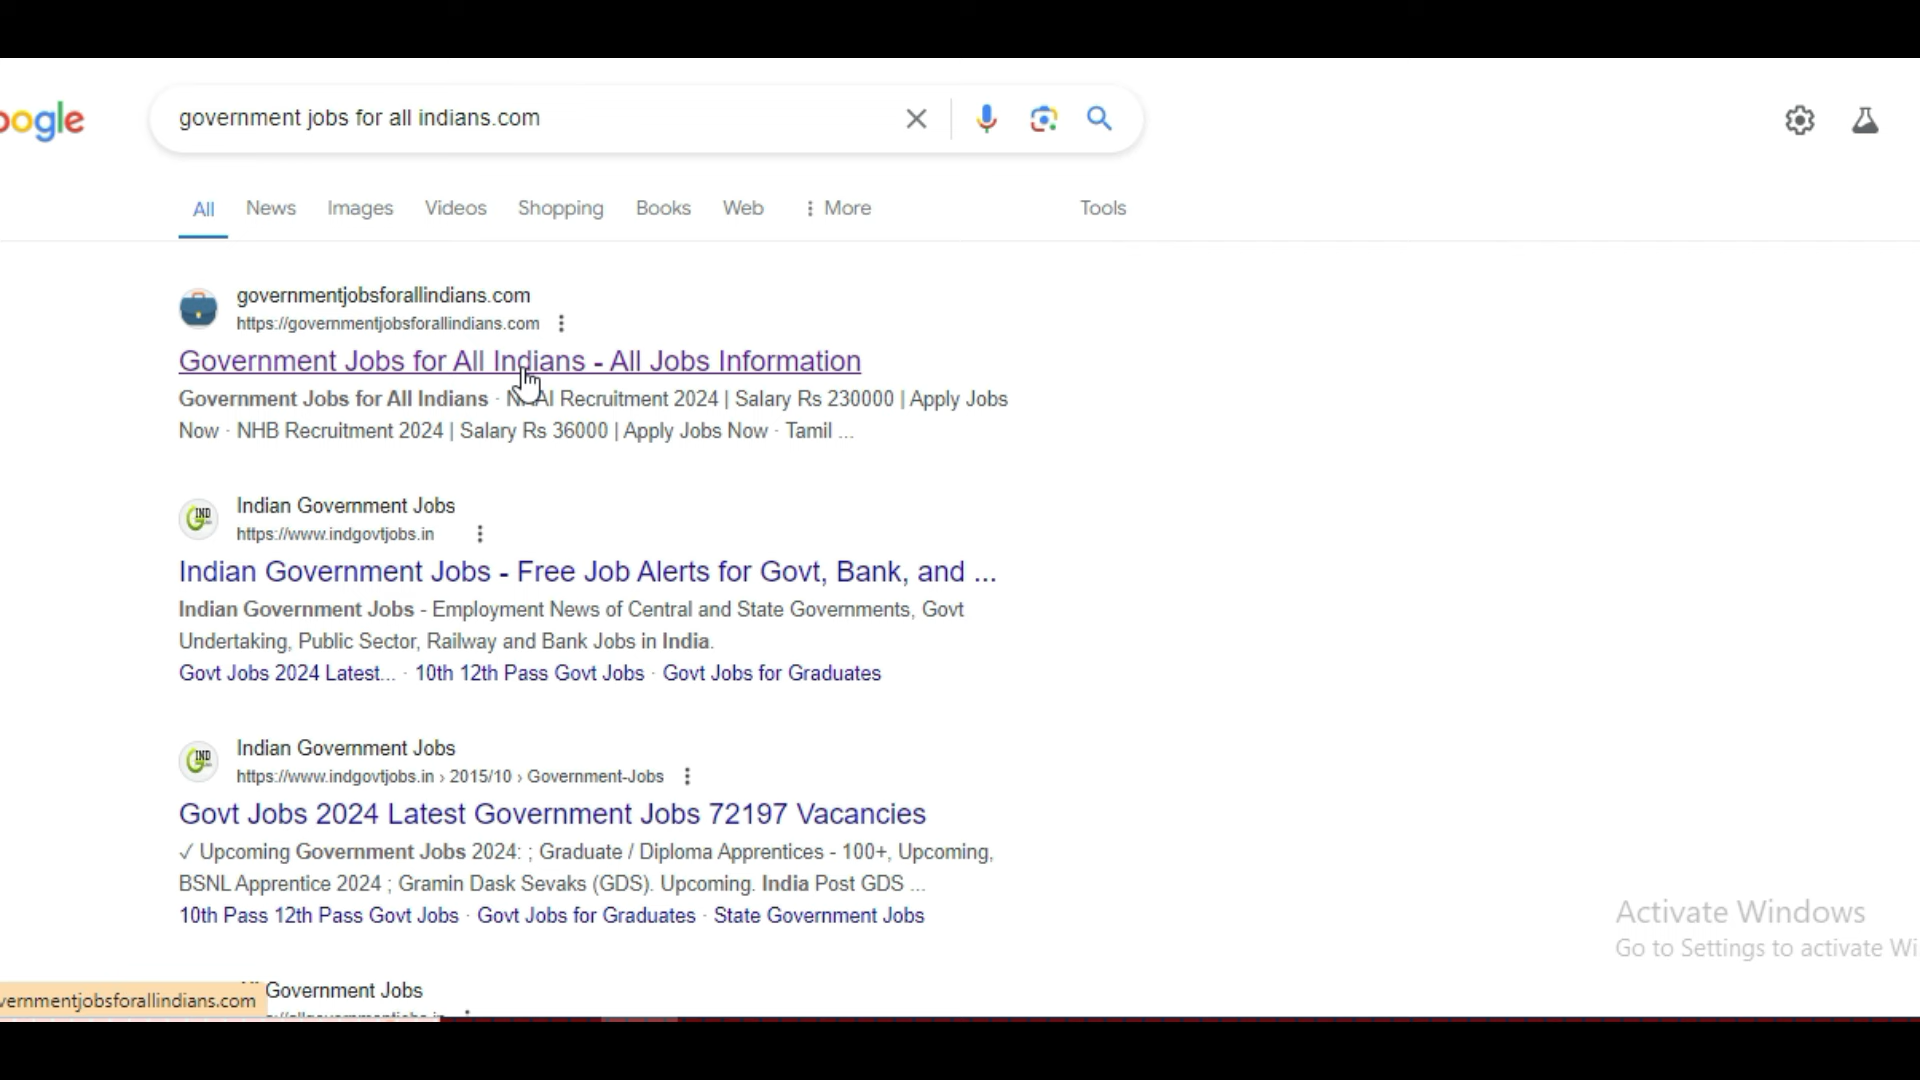 oogle
government jobs for all indians.com
All News Images Videos Shopping Books Web More Tools
governmentjobsforallindians.com
https://governmentjobsforallindians.com
Government Jobs for All Indians - All Jobs Information
Government Jobs for All Indians · NHAI Recruitment 2024 | Salary Rs 230000 | Apply Jobs
Now · NHB Recruitment 2024 | Salary Rs 36000 | Apply Jobs Now · Tamil ...
IND
Indian Government Jobs
https://www.indgovtjobs.in
Indian Government Jobs - Free Job Alerts for Govt, Bank, and ...
Indian Government Jobs - Employment News of Central and State Governments, Govt
Undertaking, Public Sector, Railway and Bank Jobs in India.
Govt Jobs 2024 Latest... · 10th 12th Pass Govt Jobs · Govt Jobs for Graduates
IND
Indian Government Jobs
https://www.indgovtjobs.in › 2015/10 › Government-Jobs
Govt Jobs 2024 Latest Government Jobs 72197 Vacancies
✓ Upcoming Government Jobs 2024: ; Graduate / Diploma Apprentices - 100+, Upcoming,
BSNL Apprentice 2024 ; Gramin Dask Sevaks (GDS). Upcoming. India Post GDS ...
10th Pass 12th Pass Govt Jobs · Govt Jobs for Graduates · State Government Jobs
Activate Windows
Go to Settings to activate Wi
Government Jobs
vernmentjobsforallindians.com